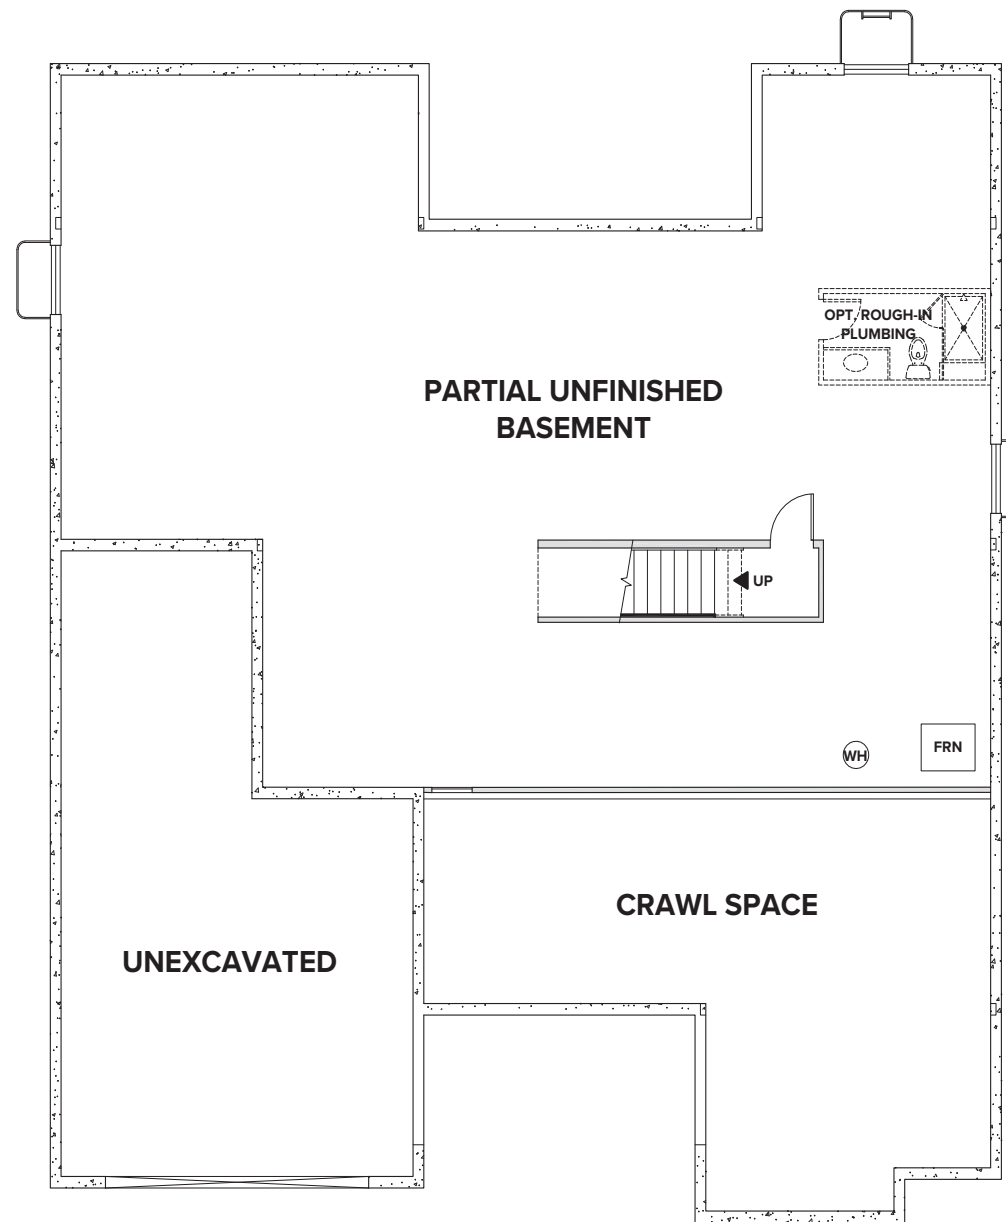 OPT. ROUGH-IN
PLUMBING
PARTIAL UNFINISHED
BASEMENT
UP
WH
FRN
CRAWL SPACE
UNEXCAVATED